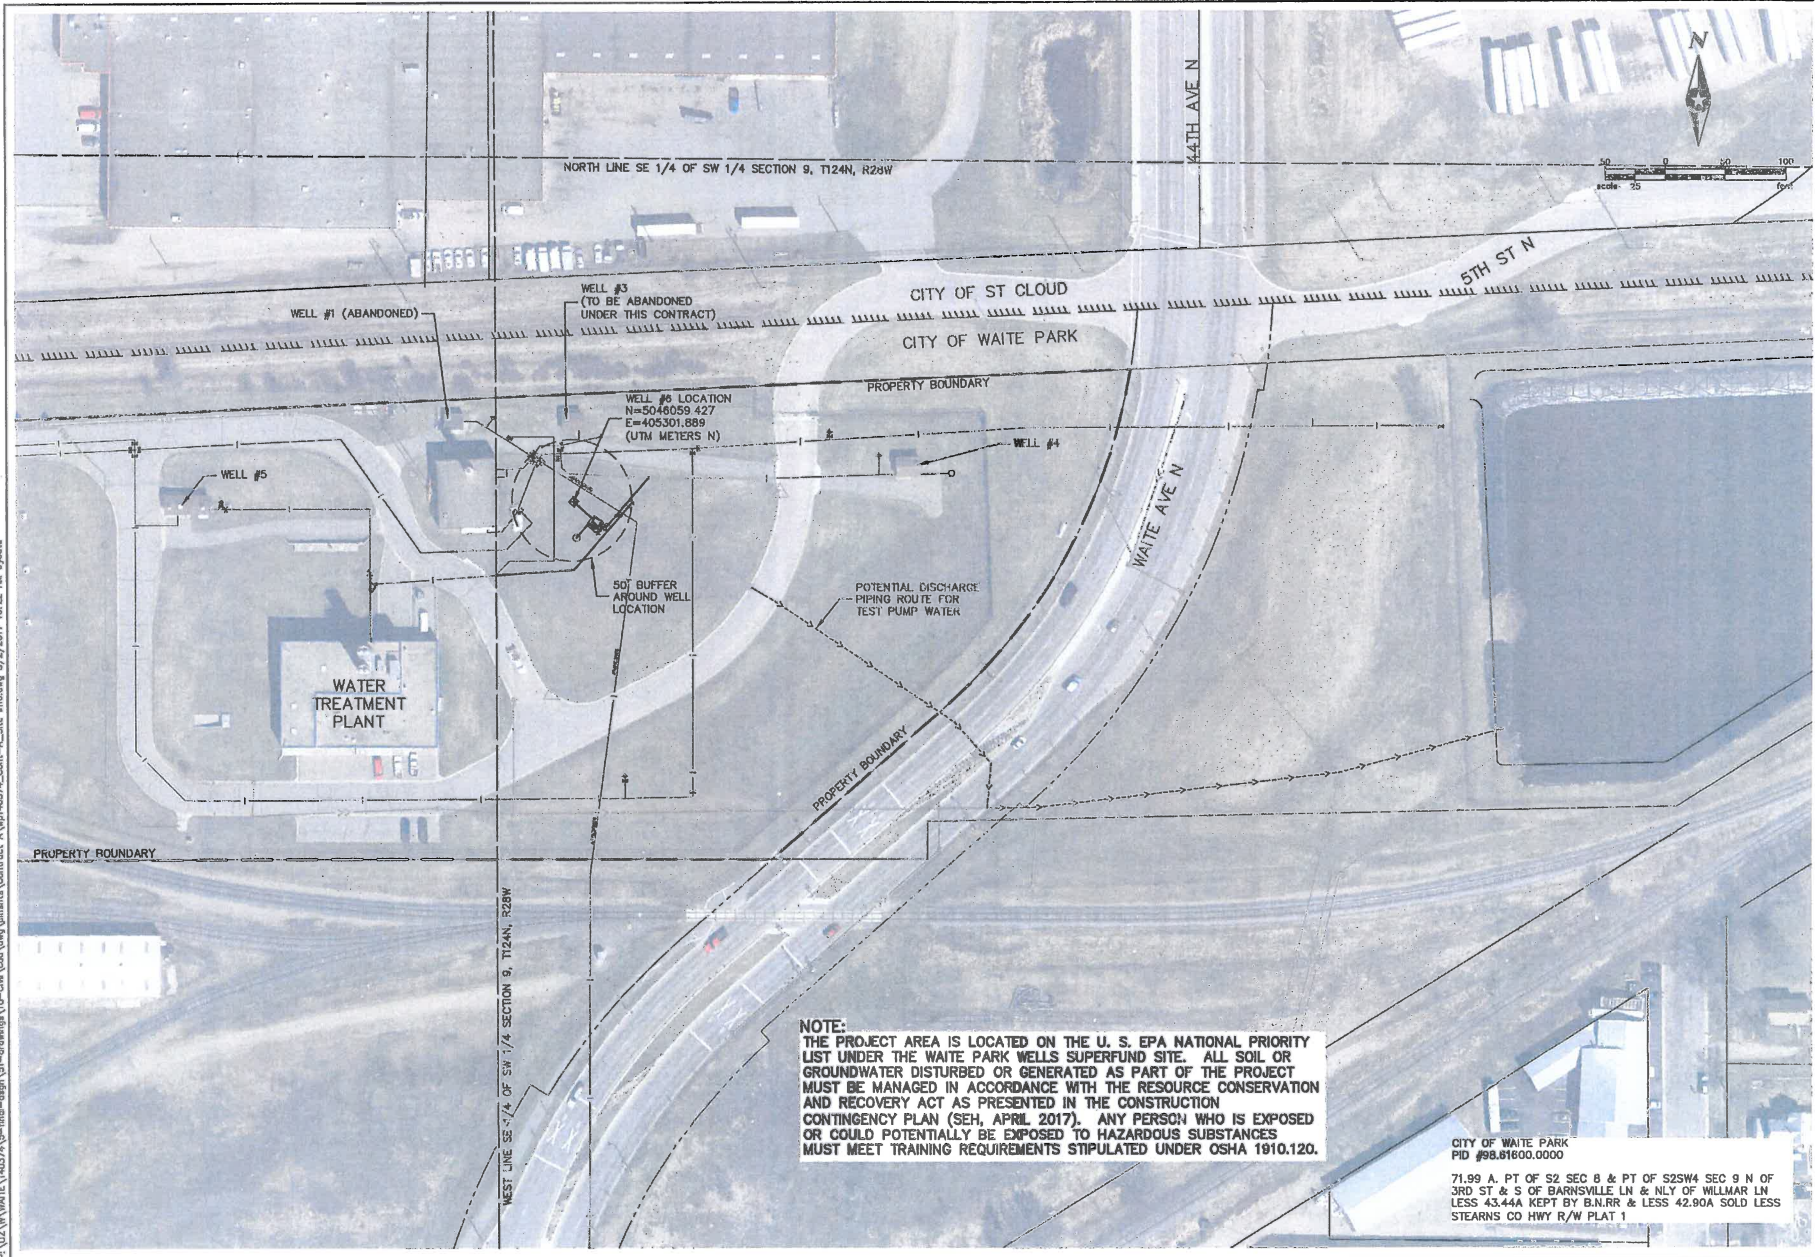 N
44TH AVE N
NORTH LINE SE 1/4 OF SW 1/4 SECTION 9, T124N, R28W
50 0 50 100
scale 25 feet
5TH ST N
CITY OF ST CLOUD
WELL #3
(TO BE ABANDONED
UNDER THIS CONTRACT)
WELL #1 (ABANDONED)
CITY OF WAITE PARK
PROPERTY BOUNDARY
WELL #6 LOCATION
N=5046059.427
E=405301.889
(UTM METERS N)
WELL #4
WELL #5
WAITE AVE N
50' BUFFER
AROUND WELL
LOCATION
POTENTIAL DISCHARGE
PIPING ROUTE FOR
TEST PUMP WATER
WATER
TREATMENT
PLANT
PROPERTY BOUNDARY
PROPERTY BOUNDARY
WEST LINE SE 1/4 OF SW 1/4 SECTION 9, T124N, R28W
NOTE:
THE PROJECT AREA IS LOCATED ON THE U. S. EPA NATIONAL PRIORITY
LIST UNDER THE WAITE PARK WELLS SUPERFUND SITE. ALL SOIL OR
GROUNDWATER DISTURBED OR GENERATED AS PART OF THE PROJECT
MUST BE MANAGED IN ACCORDANCE WITH THE RESOURCE CONSERVATION
AND RECOVERY ACT AS PRESENTED IN THE CONSTRUCTION
CONTINGENCY PLAN (SEH, APRIL 2017). ANY PERSON WHO IS EXPOSED
OR COULD POTENTIALLY BE EXPOSED TO HAZARDOUS SUBSTANCES
MUST MEET TRAINING REQUIREMENTS STIPULATED UNDER OSHA 1910.120.
CITY OF WAITE PARK
PID #98.61600.0000
71.99 A. PT OF S2 SEC 8 & PT OF S2SW4 SEC 9 N OF
3RD ST & S OF BARNSVILLE LN & NLY OF WILLMAR LN
LESS 43.44A KEPT BY B.N.RR & LESS 42.90A SOLD LESS
STEARNS CO HWY R/W PLAT 1